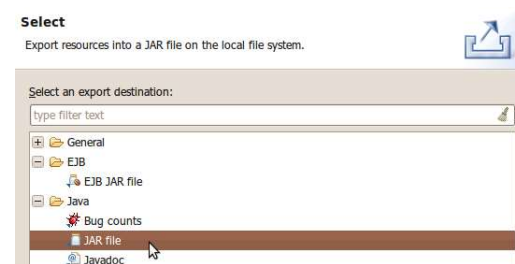 Select
Export resources into a JAR file on the local file system.
Select an export destination:
type filter text
General
EJB
EJB JAR file
Java
Bug counts
JAR file
Javadoc